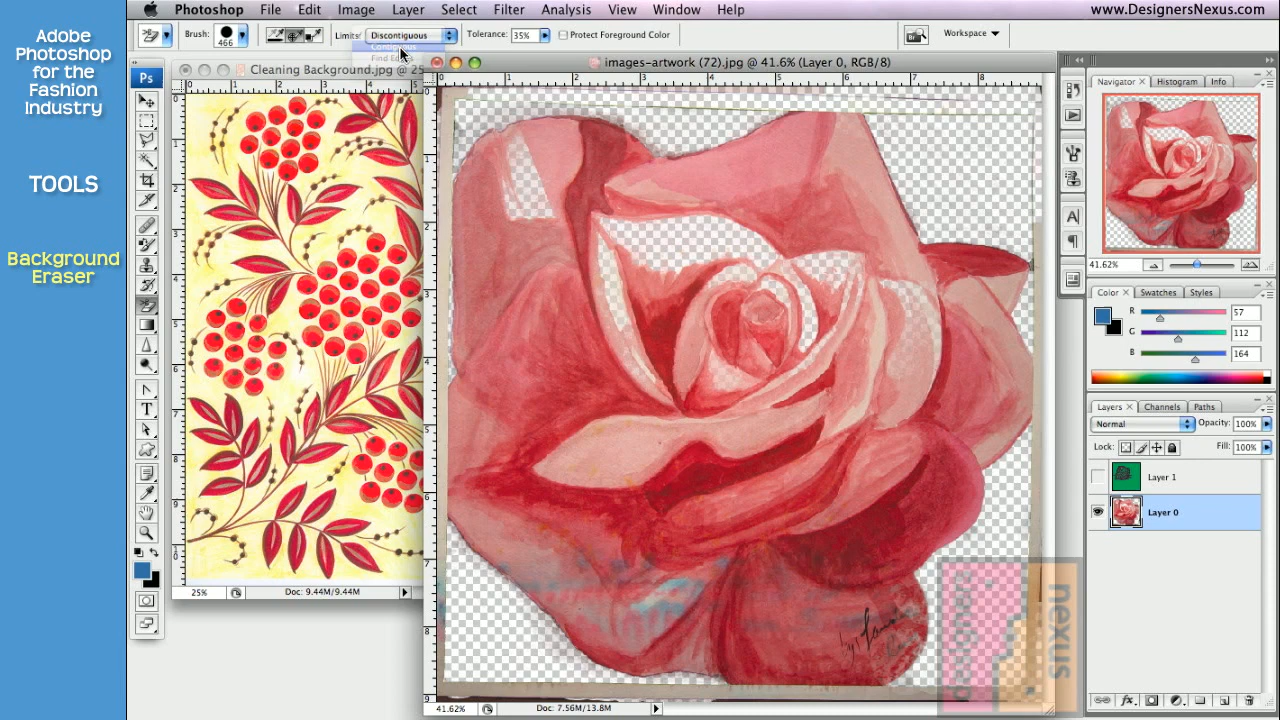 Adobe
Photoshop
for the
Fashion
Industry
TOOLS
Background
Eraser
Photoshop File Edit Image Layer Select Filter Analysis View Window Help www.DesignersNexus.com
Brush: 466 Limits: Discontiguous Tolerance: 35% Protect Foreground Color Workspace
Contiguous
Cleaning Background.jpg @ 25
images-artwork (72).jpg @ 41.6% (Layer 0, RGB/8)
Ps
Navigator Histogram Info
41.62%
Color Swatches Styles
R 57
G 112
B 164
Layers Channels Paths
Normal Opacity: 100%
Lock: Fill: 100%
Layer 1
Layer 0
25% Doc: 9.44M/9.44M
41.62% Doc: 7.56M/13.8M
designers
nexus